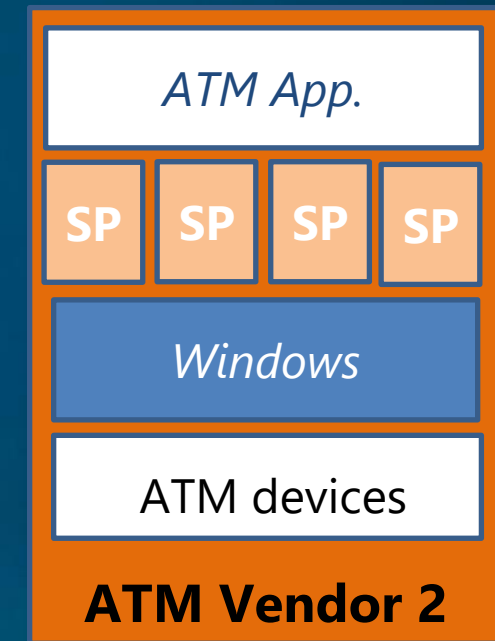 ATM App.
SP SP SP SP
Windows
ATM devices
ATM Vendor 2